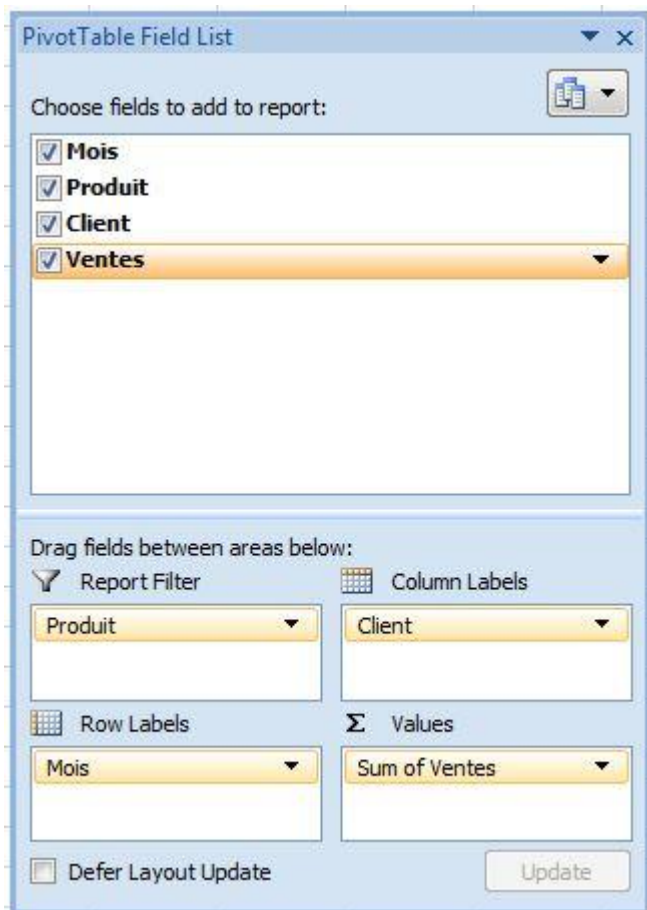 PivotTable Field List
Choose fields to add to report:
Mois
Produit
Client
Ventes
Drag fields between areas below:
Report Filter
Column Labels
Produit
Client
Row Labels
Σ Values
Mois
Sum of Ventes
Defer Layout Update
Update